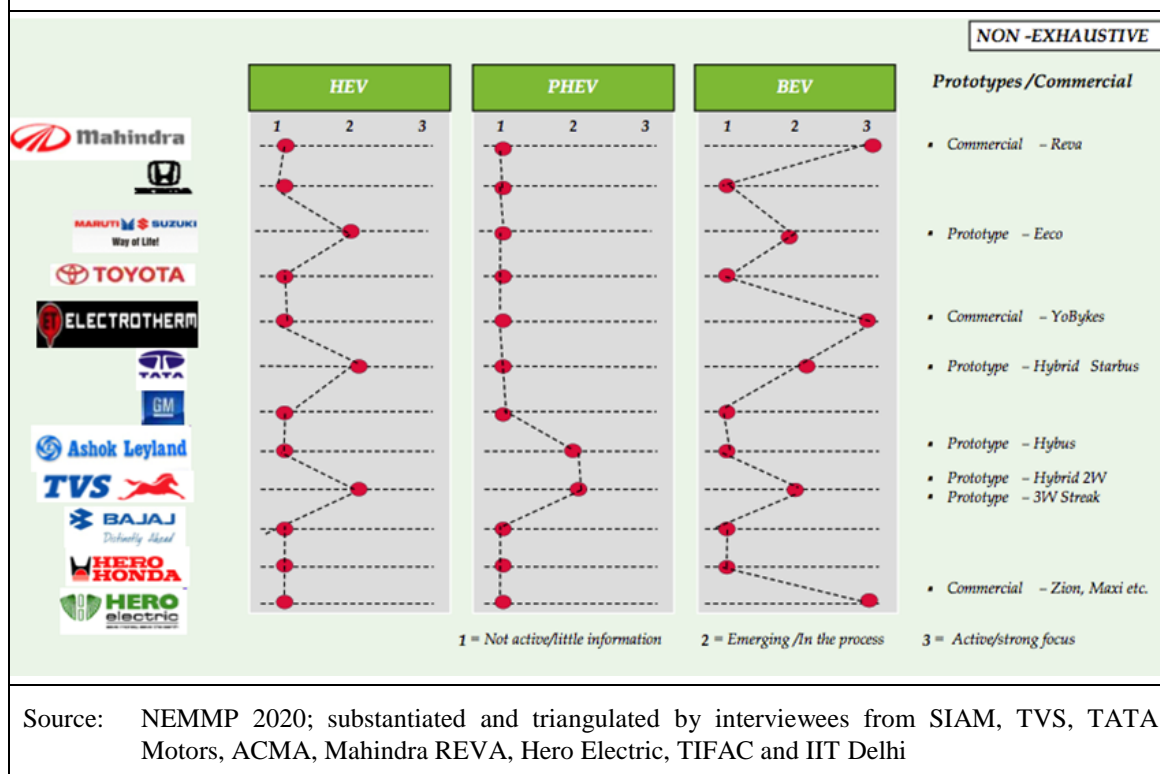 NON -EXHAUSTIVE
HEV PHEV BEV Prototypes /Commercial
1 2 3 1 2 3 1 2 3
Mahindra ▪ Commercial – Reva
MARUTI SUZUKI
Way of Life! ▪ Prototype – Eeco
TOYOTA
ET ELECTROTHERM ▪ Commercial – YoBykes
TATA ▪ Prototype – Hybrid Starbus
GM
Ashok Leyland ▪ Prototype – Hybus
TVS ▪ Prototype – Hybrid 2W
▪ Prototype – 3W Streak
BAJAJ
Distinctly Ahead
HERO
HONDA
HERO ▪ Commercial – Zion, Maxi etc.
electric
1 = Not active/little information 2 = Emerging /In the process 3 = Active/strong focus
Source: NEMMP 2020; substantiated and triangulated by interviewees from SIAM, TVS, TATA
Motors, ACMA, Mahindra REVA, Hero Electric, TIFAC and IIT Delhi